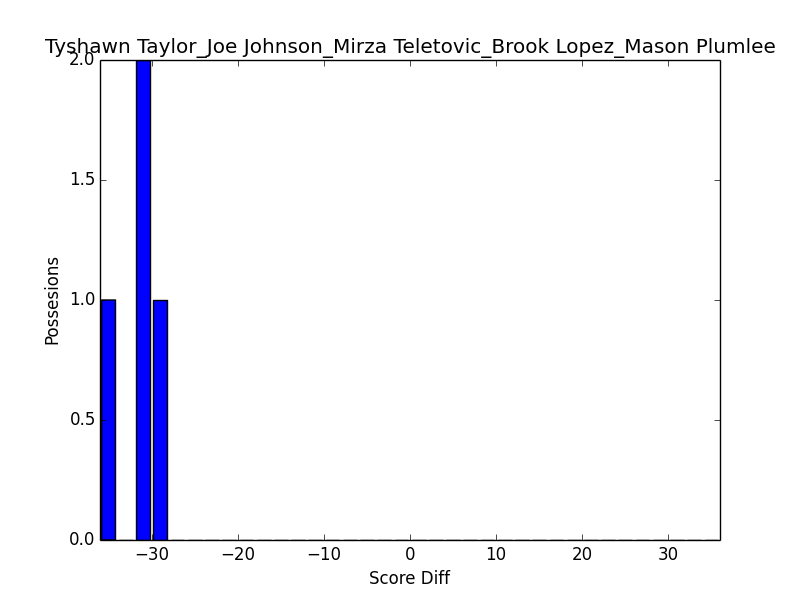 Tyshawn Taylor_Joe Johnson_Mirza Teletovic_Brook Lopez_Mason Plumlee
2.0
1.5
1.0
0.5
0.0
Possesions
−30 −20 −10 0 10 20 30
Score Diff